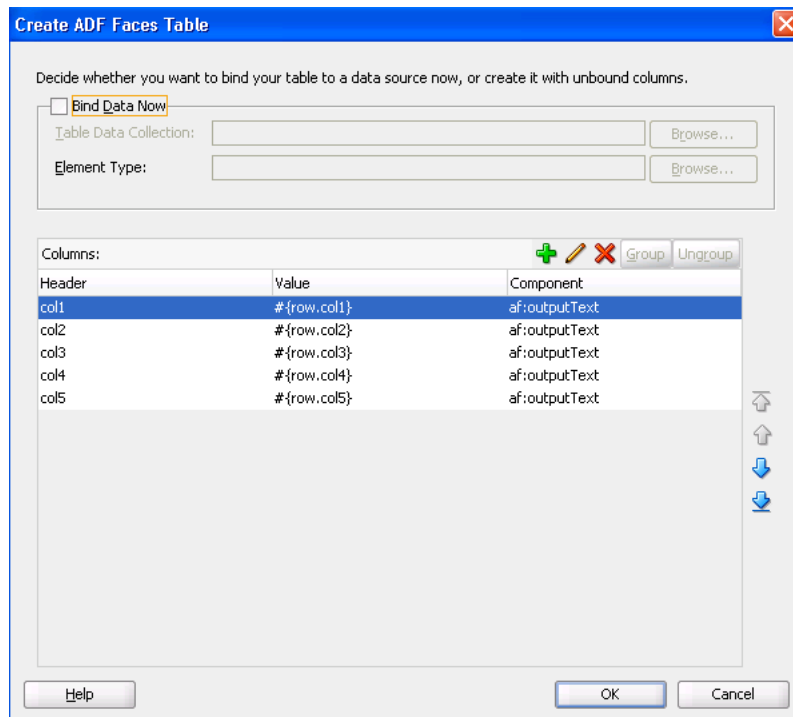 Create ADF Faces Table
Decide whether you want to bind your table to a data source now, or create it with unbound columns.
Bind Data Now
Table Data Collection: Browse...
Element Type: Browse...
Columns: Group Ungroup
Header Value Component
col1 #{row.col1} af:outputText
col2 #{row.col2} af:outputText
col3 #{row.col3} af:outputText
col4 #{row.col4} af:outputText
col5 #{row.col5} af:outputText
Help OK Cancel